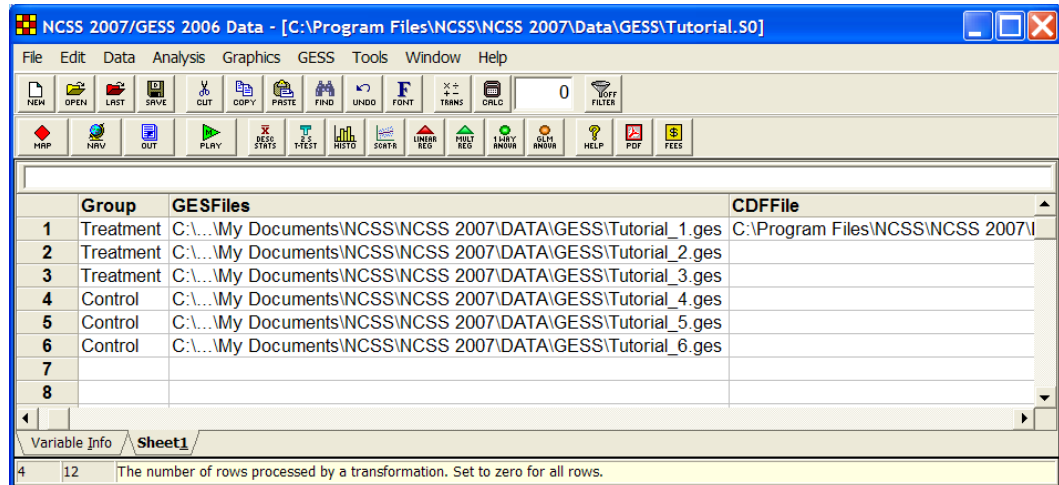 NCSS 2007/GESS 2006 Data - [C:\Program Files\NCSS\NCSS 2007\Data\GESS\Tutorial.S0]
File Edit Data Analysis Graphics GESS Tools Window Help
NEW OPEN LAST SAVE CUT COPY PASTE FIND UNDO FONT TRANS CALC 0 OFF FILTER
MAP NAV OUT PLAY DESC STATS 2 S T-TEST HISTO SCAT-R LINEAR REG MULT REG 1WAY ANOVA GLM ANOVA HELP PDF FEES
Group GESFiles CDFFile
1 Treatment C:\...\My Documents\NCSS\NCSS 2007\DATA\GESS\Tutorial_1.ges C:\Program Files\NCSS\NCSS 2007\
2 Treatment C:\...\My Documents\NCSS\NCSS 2007\DATA\GESS\Tutorial_2.ges
3 Treatment C:\...\My Documents\NCSS\NCSS 2007\DATA\GESS\Tutorial_3.ges
4 Control C:\...\My Documents\NCSS\NCSS 2007\DATA\GESS\Tutorial_4.ges
5 Control C:\...\My Documents\NCSS\NCSS 2007\DATA\GESS\Tutorial_5.ges
6 Control C:\...\My Documents\NCSS\NCSS 2007\DATA\GESS\Tutorial_6.ges
7
8
Variable Info Sheet1
4 12 The number of rows processed by a transformation. Set to zero for all rows.